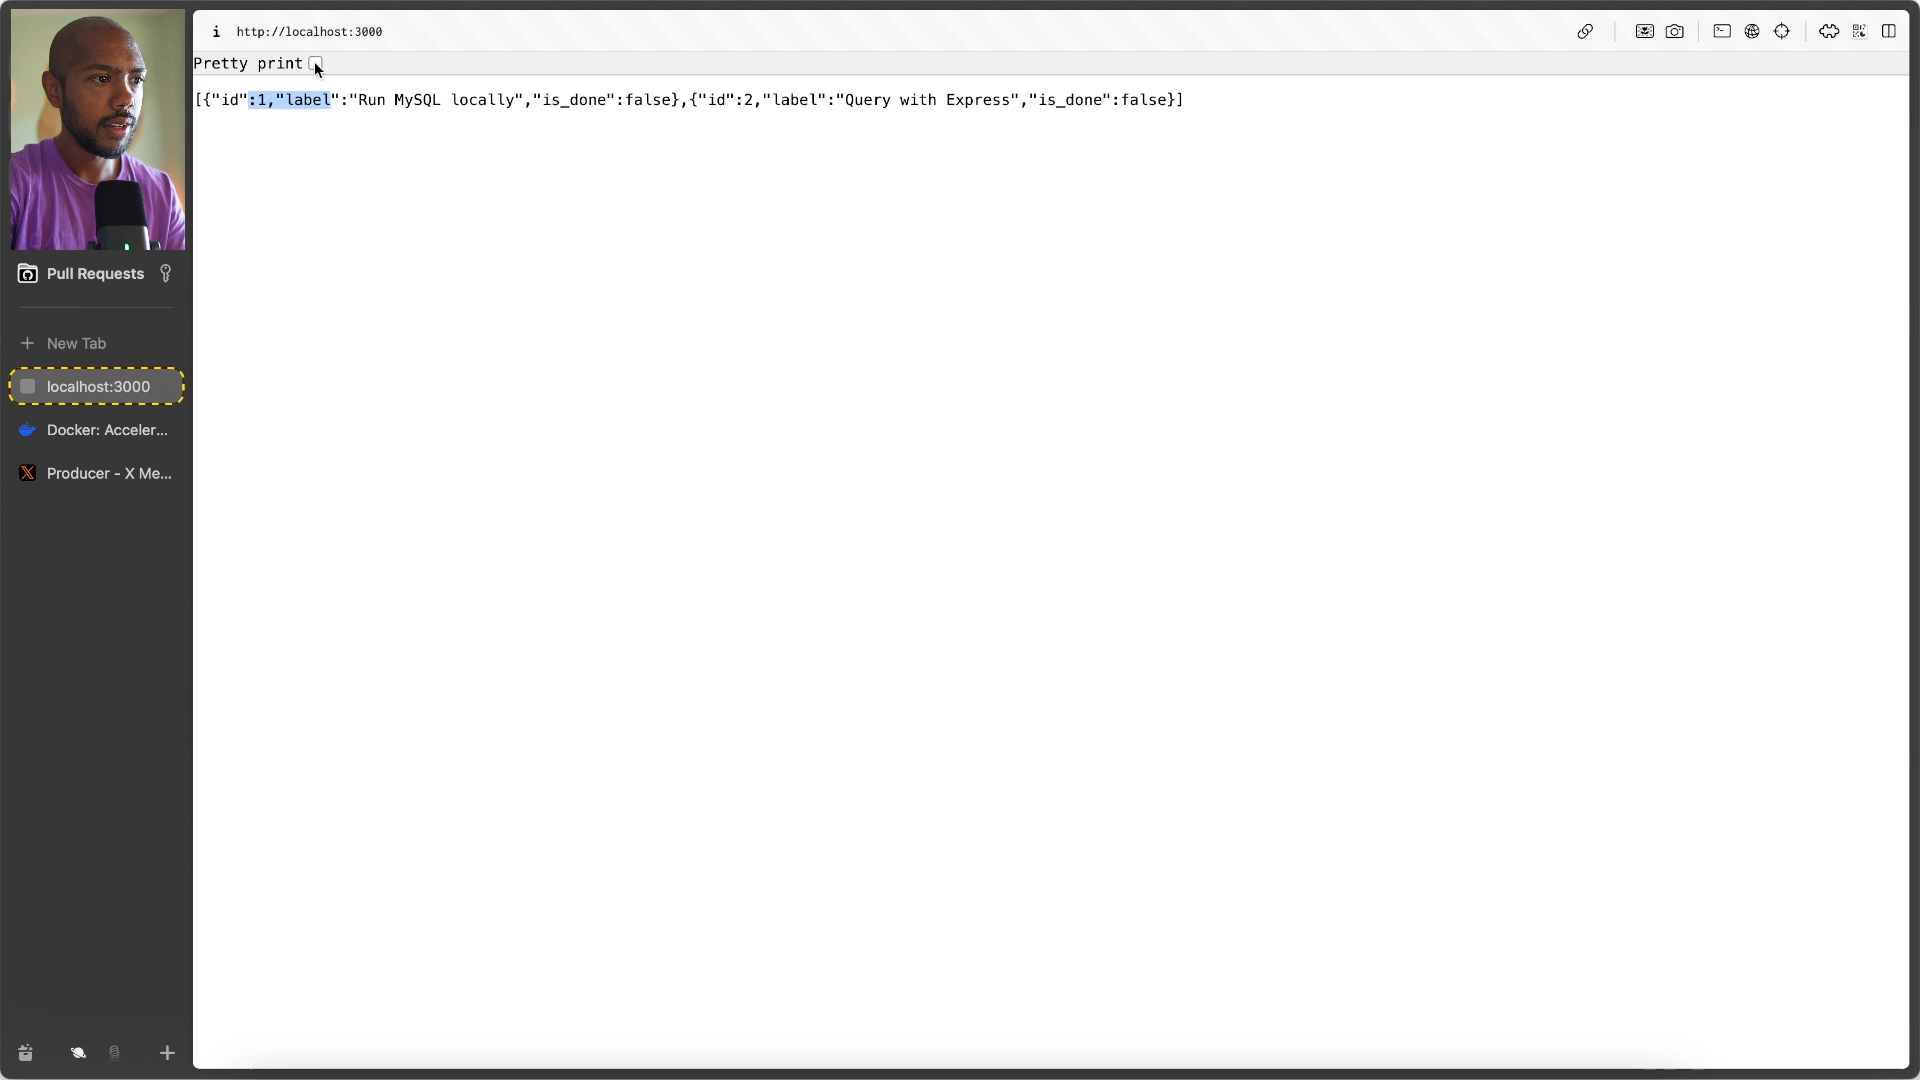 http://localhost:3000
Pretty print
[{"id":1,"label":"Run MySQL locally","is_done":false},{"id":2,"label":"Query with Express","is_done":false}]
Pull Requests
New Tab
localhost:3000
Docker: Acceler...
Producer - X Me...